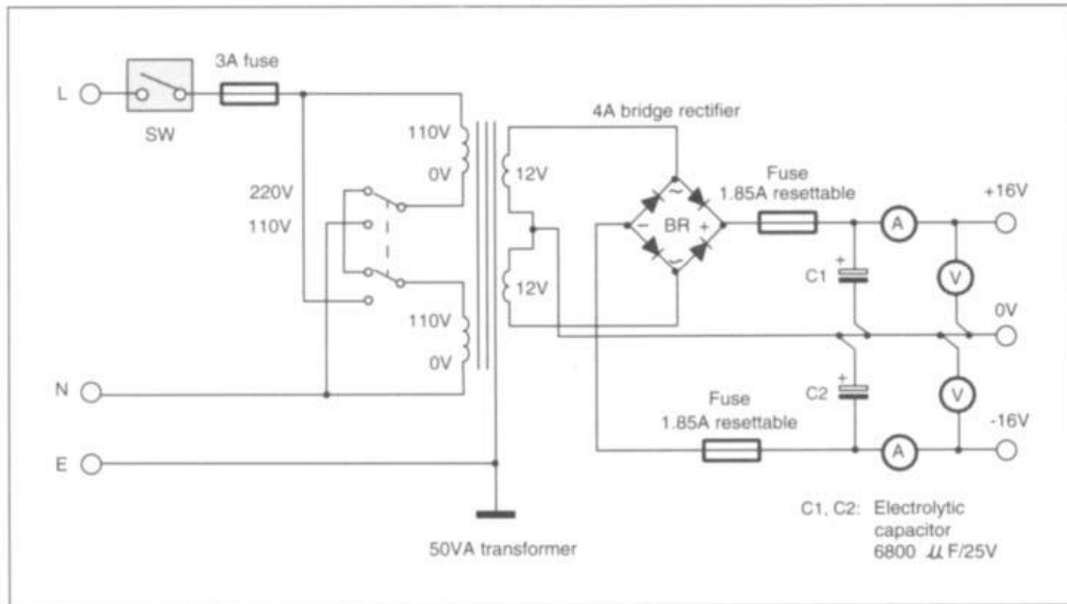 3A fuse
L
SW
4A bridge rectifier
110V
0V
12V
220V
110V
Fuse
1.85A resettable
+16V
~
- BR +
~
A
C1
+
V
0V
12V
110V
0V
N
Fuse
1.85A resettable
C2
+
V
-16V
A
E
50VA transformer
C1, C2: Electrolytic
capacitor
6800 µF/25V